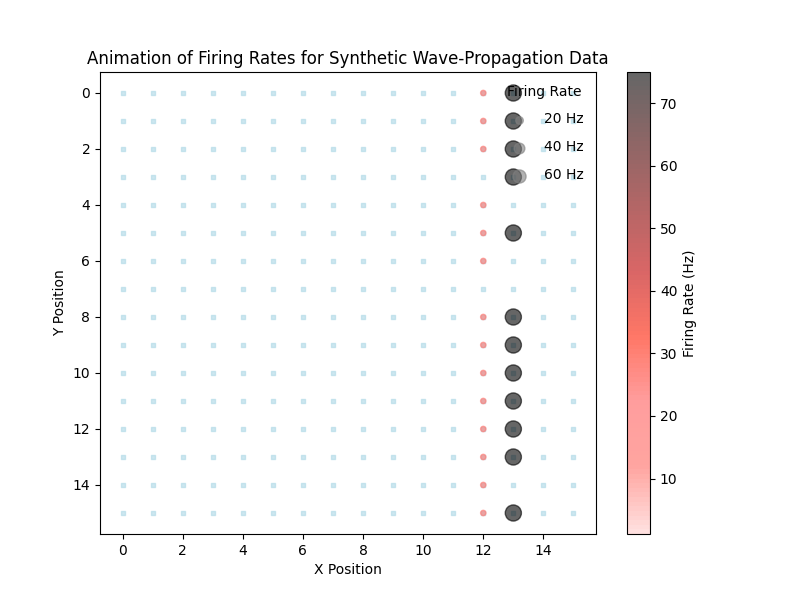 Animation of Firing Rates for Synthetic Wave-Propagation Data
Firing Rate
20 Hz
40 Hz
60 Hz
0
2
4
6
8
10
12
14
Y Position
0
2
4
6
8
10
12
14
X Position
70
60
50
40
30
20
10
Firing Rate (Hz)